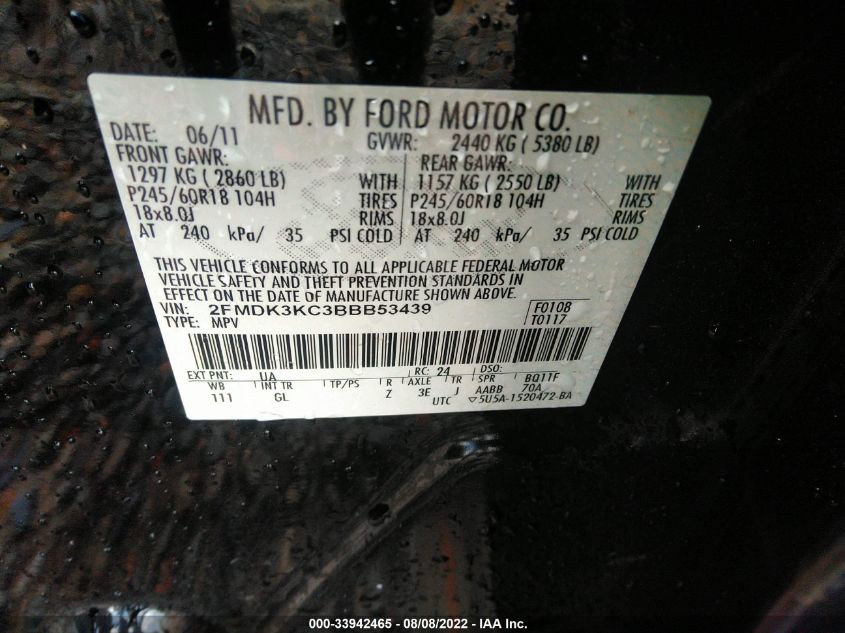 MFD. BY FORD MOTOR CO.
DATE: 06/11 GVWR: 2440 KG ( 5380 LB)
FRONT GAWR: REAR GAWR:
1297 KG ( 2860 LB) WITH 1157 KG ( 2550 LB) WITH
P245/60R18 104H TIRES P245/60R18 104H TIRES
18x8.0J RIMS 18x8.0J RIMS
AT 240 kPa/ 35 PSI COLD AT 240 kPa/ 35 PSI COLD
THIS VEHICLE CONFORMS TO ALL APPLICABLE FEDERAL MOTOR
VEHICLE SAFETY AND THEFT PREVENTION STANDARDS IN
EFFECT ON THE DATE OF MANUFACTURE SHOWN ABOVE.
VIN: 2FMDK3KC3BBB53439 F0108
TYPE: MPV T0117
EXT PNT: UA RC: 24 DSO:
WB INT TR TP/PS R AXLE TR SPR BQ1TF
111 GL Z 3E J AABB 70A
UTC ▽5U5A-1520472-BA
000-33942465 - 08/08/2022 - IAA Inc.